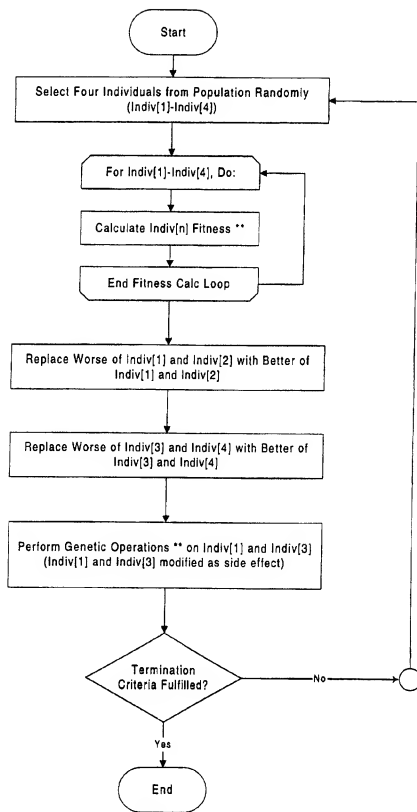 Start
Select Four Individuals from Population Randomly
(Indiv[1]-Indiv[4])
For Indiv[1]-Indiv[4], Do:
Calculate Indiv[n] Fitness **
End Fitness Calc Loop
Replace Worse of Indiv[1] and Indiv[2] with Better of
Indiv[1] and Indiv[2]
Replace Worse of Indiv[3] and Indiv[4] with Better of
Indiv[3] and Indiv[4]
Perform Genetic Operations ** on Indiv[1] and Indiv[3]
(Indiv[1] and Indiv[3] modified as side effect)
Termination
Criteria Fulfilled?
No
Yes
End